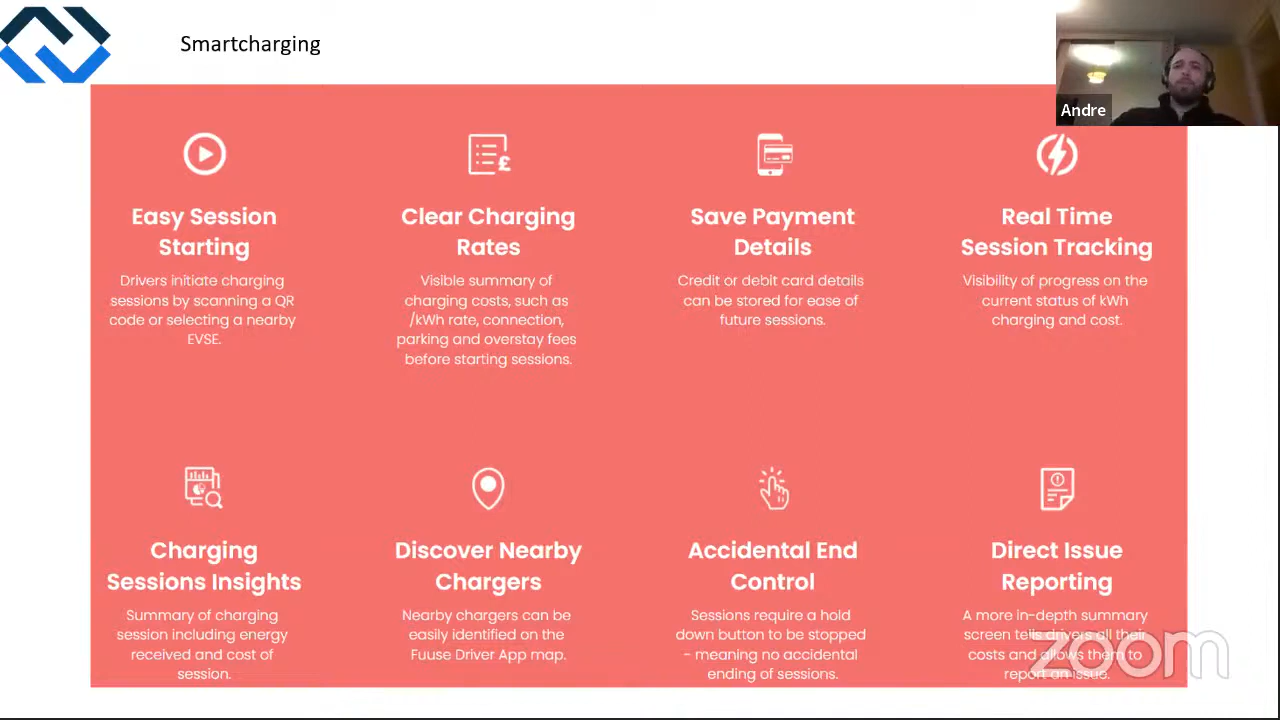 Smartcharging
Andre
Easy Session
Starting
Drivers initiate charging
sessions by scanning a QR
code or selecting a nearby
EVSE.
£
Clear Charging
Rates
Visible summary of
charging costs, such as
/kWh rate, connection,
parking and overstay fees
before starting sessions.
Save Payment
Details
Credit or debit card details
can be stored for ease of
future sessions.
Real Time
Session Tracking
Visibility of progress on the
current status of kWh
charging and cost.
Charging
Sessions Insights
Summary of charging
session including energy
received and cost of
session.
Discover Nearby
Chargers
Nearby chargers can be
easily identified on the
Fuuse Driver App map.
Accidental End
Control
Sessions require a hold
down button to be stopped
- meaning no accidental
ending of sessions.
Direct Issue
Reporting
A more in-depth summary
screen tells drivers all their
costs and allows them to
report an issue.
zoom